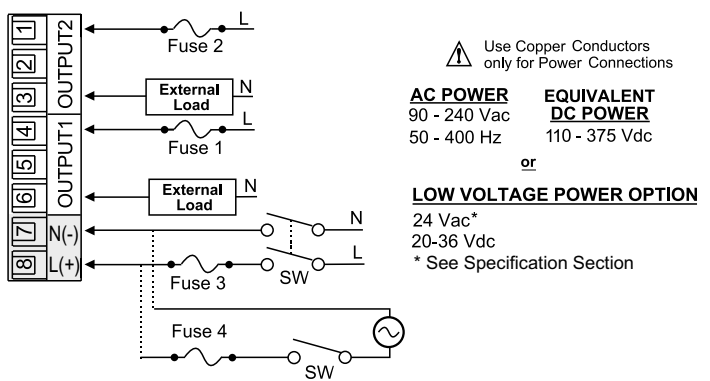 1
2
3
4
5
6
7
8
OUTPUT2
OUTPUT1
N(-)
L(+)
L
Fuse 2
External
Load
N
L
Fuse 1
External
Load
N
N
L
Fuse 3
SW
Fuse 4
SW
Use Copper Conductors
only for Power Connections
AC POWER
90 - 240 Vac
50 - 400 Hz
EQUIVALENT
DC POWER
110 - 375 Vdc
or
LOW VOLTAGE POWER OPTION
24 Vac*
20-36 Vdc
* See Specification Section